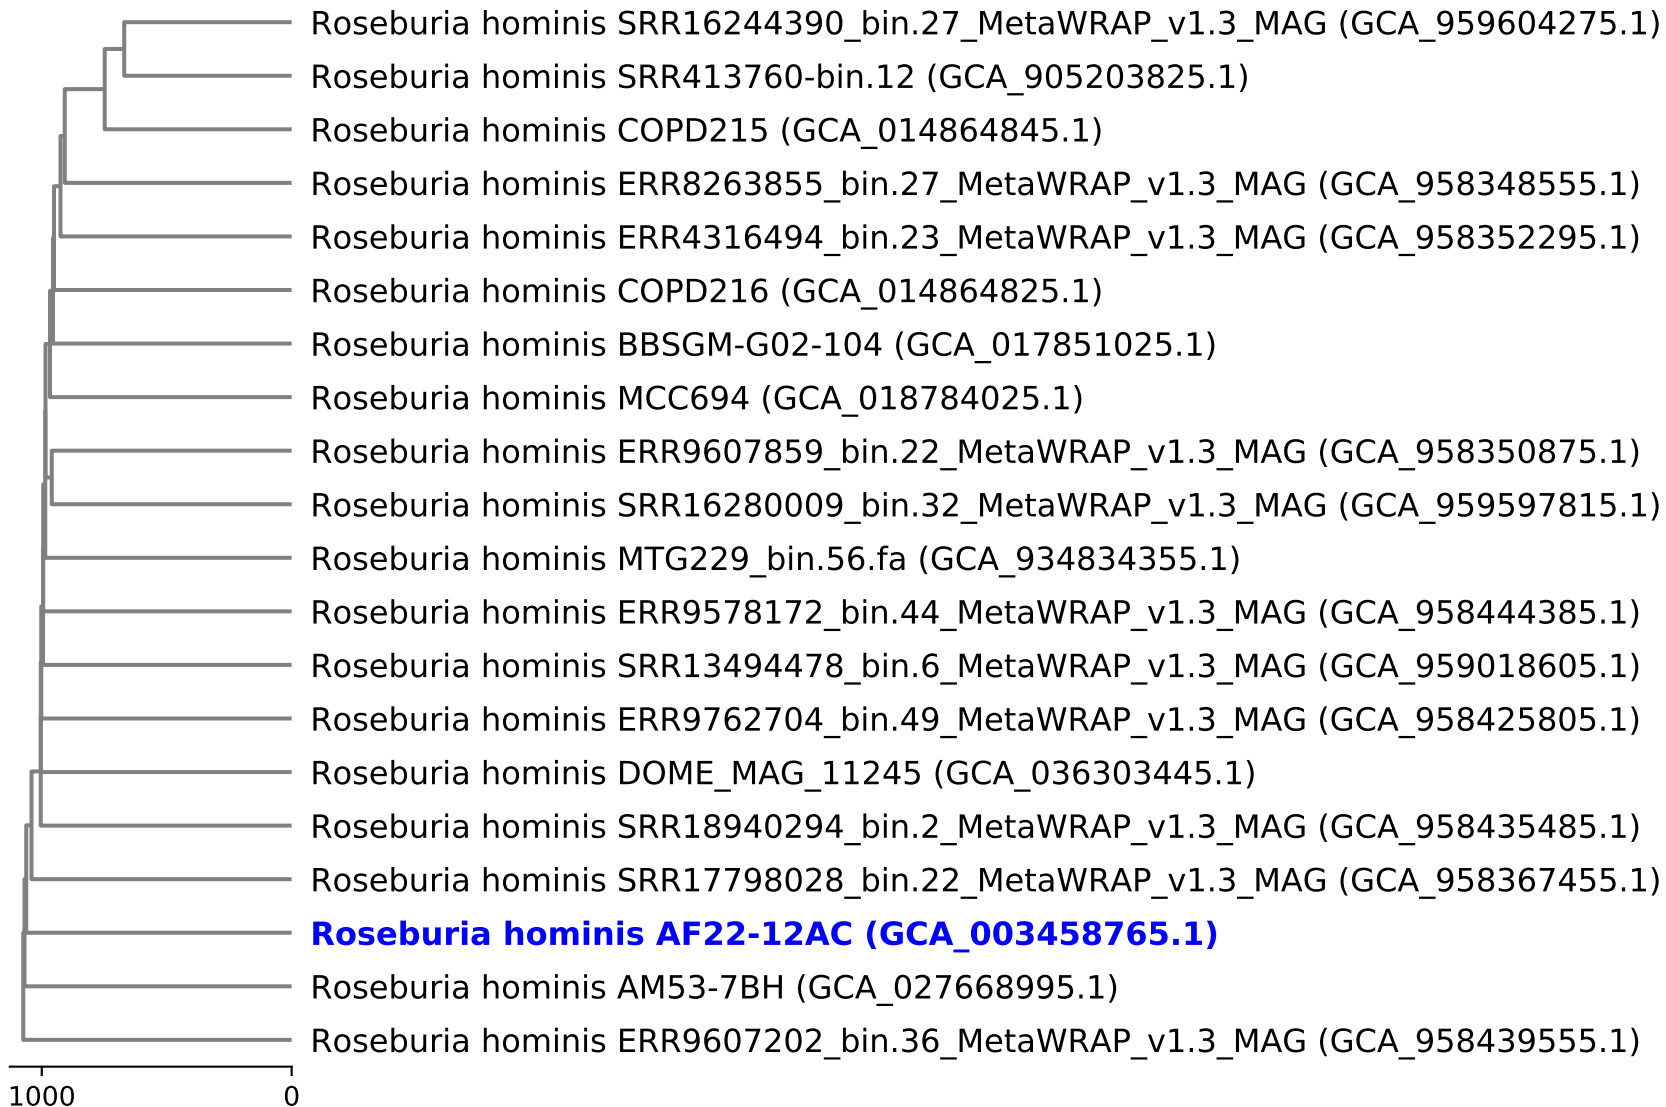 Roseburia hominis SRR16244390_bin.27_MetaWRAP_v1.3_MAG (GCA_959604275.1)
Roseburia hominis SRR413760-bin.12 (GCA_905203825.1)
Roseburia hominis COPD215 (GCA_014864845.1)
Roseburia hominis ERR8263855_bin.27_MetaWRAP_v1.3_MAG (GCA_958348555.1)
Roseburia hominis ERR4316494_bin.23_MetaWRAP_v1.3_MAG (GCA_958352295.1)
Roseburia hominis COPD216 (GCA_014864825.1)
Roseburia hominis BBSGM-G02-104 (GCA_017851025.1)
Roseburia hominis MCC694 (GCA_018784025.1)
Roseburia hominis ERR9607859_bin.22_MetaWRAP_v1.3_MAG (GCA_958350875.1)
Roseburia hominis SRR16280009_bin.32_MetaWRAP_v1.3_MAG (GCA_959597815.1)
Roseburia hominis MTG229_bin.56.fa (GCA_934834355.1)
Roseburia hominis ERR9578172_bin.44_MetaWRAP_v1.3_MAG (GCA_958444385.1)
Roseburia hominis SRR13494478_bin.6_MetaWRAP_v1.3_MAG (GCA_959018605.1)
Roseburia hominis ERR9762704_bin.49_MetaWRAP_v1.3_MAG (GCA_958425805.1)
Roseburia hominis DOME_MAG_11245 (GCA_036303445.1)
Roseburia hominis SRR18940294_bin.2_MetaWRAP_v1.3_MAG (GCA_958435485.1)
Roseburia hominis SRR17798028_bin.22_MetaWRAP_v1.3_MAG (GCA_958367455.1)
Roseburia hominis AF22-12AC (GCA_003458765.1)
Roseburia hominis AM53-7BH (GCA_027668995.1)
Roseburia hominis ERR9607202_bin.36_MetaWRAP_v1.3_MAG (GCA_958439555.1)
1000 0